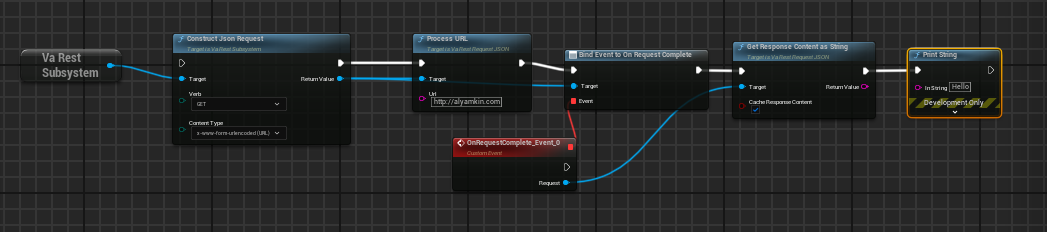 Va Rest
Subsystem
Construct Json Request
Target is Va Rest Subsystem
Target
Return Value
Verb
GET
Content Type
x-www-form-urlencoded (URL)
Process URL
Target is Va Rest Request JSON
Target
Url
http://alyamkin.com
Bind Event to On Request Complete
Target
Event
OnRequestComplete_Event_0
Custom Event
Request
Get Response Content as String
Target is Va Rest Request JSON
Target
Return Value
Cache Response Content
Print String
In String Hello
Development Only